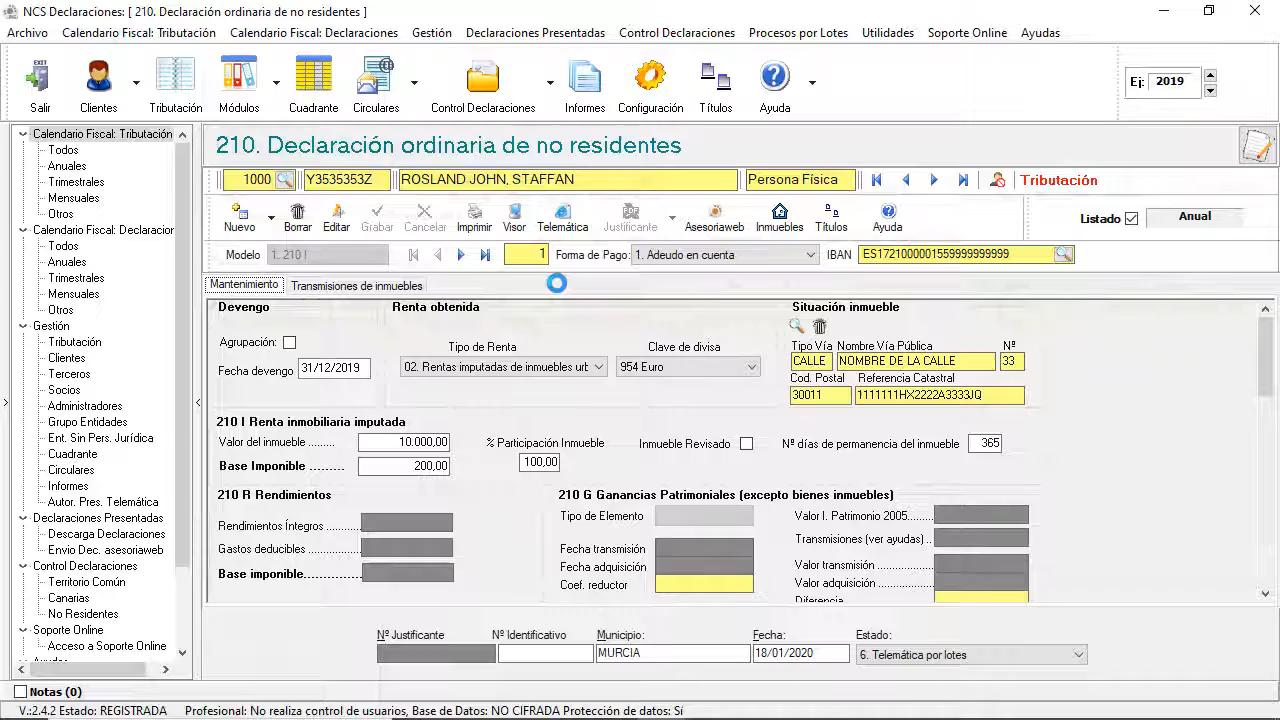 NCS Declaraciones: [ 210. Declaración ordinaria de no residentes ]
Archivo Calendario Fiscal: Tributación Calendario Fiscal: Declaraciones Gestión Declaraciones Presentadas Control Declaraciones Procesos por Lotes Utilidades Soporte Online Ayudas
EXIT
Salir Clientes Tributación Módulos Cuadrante Circulares Control Declaraciones Informes Configuración Títulos Ayuda
Ej: 2019
Calendario Fiscal: Tributación
Todos
Anuales
Trimestrales
Mensuales
Otros
Calendario Fiscal: Declaracion
Todos
Anuales
Trimestrales
Mensuales
Otros
Gestión
Tributación
Clientes
Terceros
Socios
Administradores
Grupo Entidades
Ent. Sin Pers. Jurídica
Cuadrante
Circulares
Informes
Autor. Pres. Telemática
Declaraciones Presentadas
Descarga Declaraciones
Envio Dec. asesoriaweb
Control Declaraciones
Territorio Común
Canarias
No Residentes
Soporte Online
Acceso a Soporte Online
210. Declaración ordinaria de no residentes
1000 Y3535353Z ROSLAND JOHN, STAFFAN Persona Física Tributación
Nuevo Borrar Editar Grabar Cancelar Imprimir Visor Telemática Justificante Asesoriaweb Inmuebles Títulos Ayuda
Listado Anual
Modelo 1. 210 I 1 Forma de Pago: 1. Adeudo en cuenta IBAN ES1721000001559999999999
Mantenimiento Transmisiones de inmuebles
Devengo Renta obtenida Situación inmueble
Agrupación:
Fecha devengo 31/12/2019
Tipo de Renta Clave de divisa
02. Rentas imputadas de inmuebles urb 954 Euro
Tipo Vía Nombre Vía Pública Nº
CALLE NOMBRE DE LA CALLE 33
Cod. Postal Referencia Catastral
30011 1111111HX2222A3333JQ
210 I Renta inmobiliaria imputada
Valor del inmueble ........ 10.000,00 % Participación Inmueble Inmueble Revisado Nº días de permanencia del inmueble 365
Base Imponible ......... 200,00 100,00
210 R Rendimientos
Rendimientos Íntegros
Gastos deducibles
Base imponible
210 G Ganancias Patrimoniales (excepto bienes inmuebles)
Tipo de Elemento Valor I. Patrimonio 2005
Transmisiones (ver ayudas)
Fecha transmisión Valor transmisión
Fecha adquisición Valor adquisición
Coef. reductor Diferencia
Nº Justificante Nº Identificativo Municipio: Fecha: Estado:
MURCIA 18/01/2020 6. Telemática por lotes
Notas (0)
V.:2.4.2 Estado: REGISTRADA Profesional: No realiza control de usuarios, Base de Datos: NO CIFRADA Protección de datos: Sí